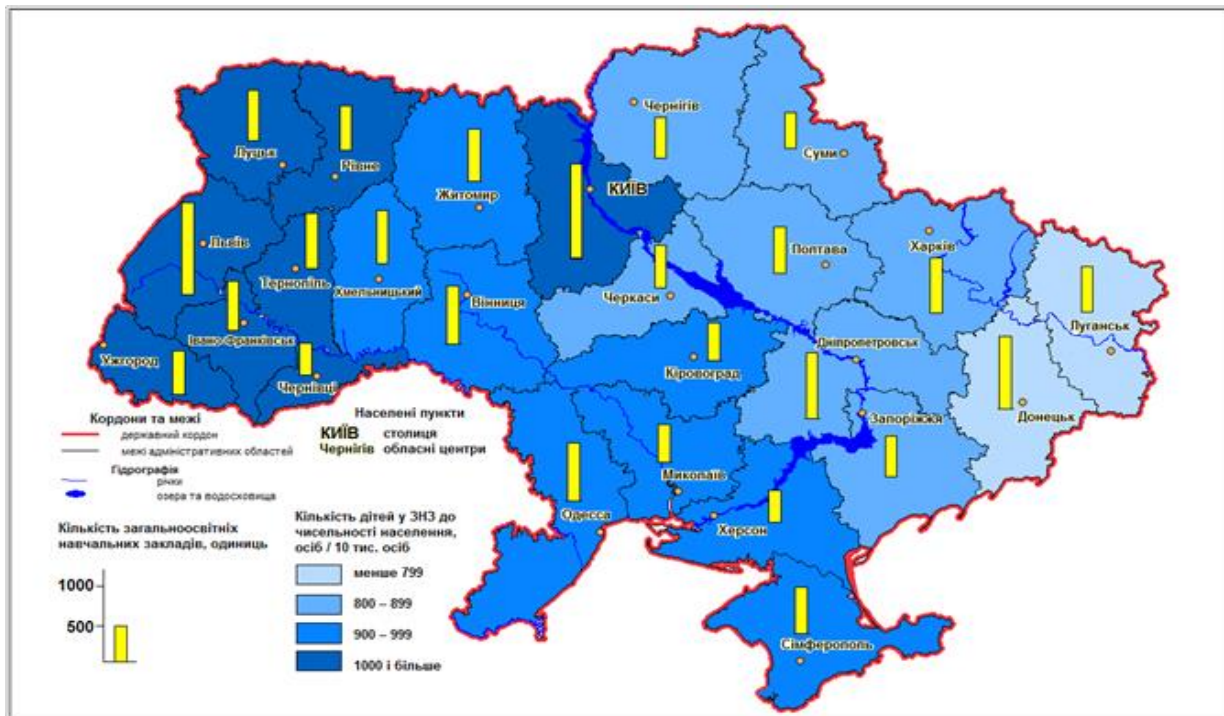 Чернігів
Суми
Луцьк
Рівне
Житомир
КИЇВ
Львів
Тернопіль
Хмельницький
Вінниця
Черкаси
Полтава
Харків
Луганськ
Івано-Франківськ
Ужгород
Чернівці
Кіровоград
Дніпропетровськ
Донецьк
Запоріжжя
Миколаїв
Одесса
Херсон
Сімферополь
Кордони та межі
державний кордон
межі адміністративних областей
Гідрографія
річки
озера та водосховища
Населені пункти
КИЇВ столиця
Чернігів обласні центри
Кількість загальноосвітніх
навчальних закладів, одиниць
1000
500
Кількість дітей у ЗНЗ до
чисельності населення,
осіб / 10 тис. осіб
менше 799
800 – 899
900 – 999
1000 і більше